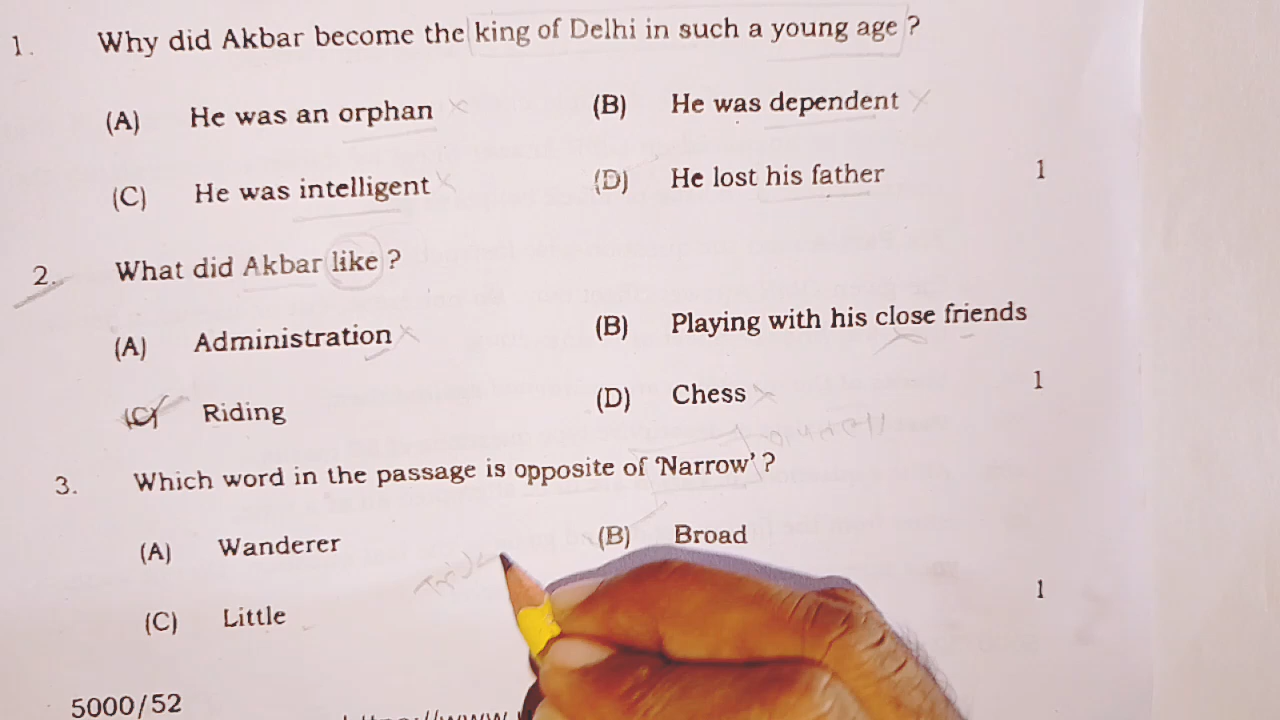 1. Why did Akbar become the king of Delhi in such a young age ?
(A) He was an orphan (B) He was dependent
(C) He was intelligent (D) He lost his father 1
2. What did Akbar like ?
(A) Administration (B) Playing with his close friends
(C) Riding (D) Chess 1
3. Which word in the passage is opposite of 'Narrow' ?
(A) Wanderer (B) Broad
(C) Little 1
5000/52